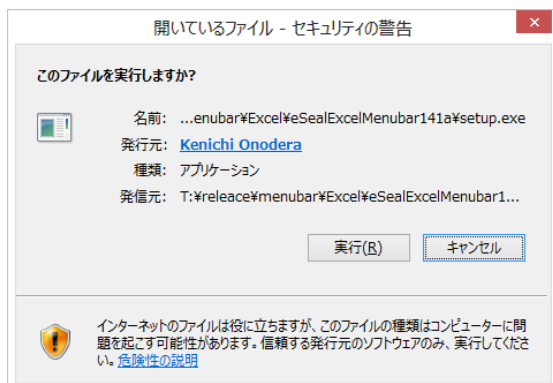 開いているファイル - セキュリティの警告
このファイルを実行しますか?
名前: ...enubar¥Excel¥eSealExcelMenubar141a¥setup.exe
発行元: Kenichi Onodera
種類: アプリケーション
発信元: T:¥releace¥menubar¥Excel¥eSealExcelMenubar1...
実行(R) キャンセル
インターネットのファイルは役に立ちますが、このファイルの種類はコンピューターに問
題を起こす可能性があります。信頼する発行元のソフトウェアのみ、実行してくださ
い。危険性の説明